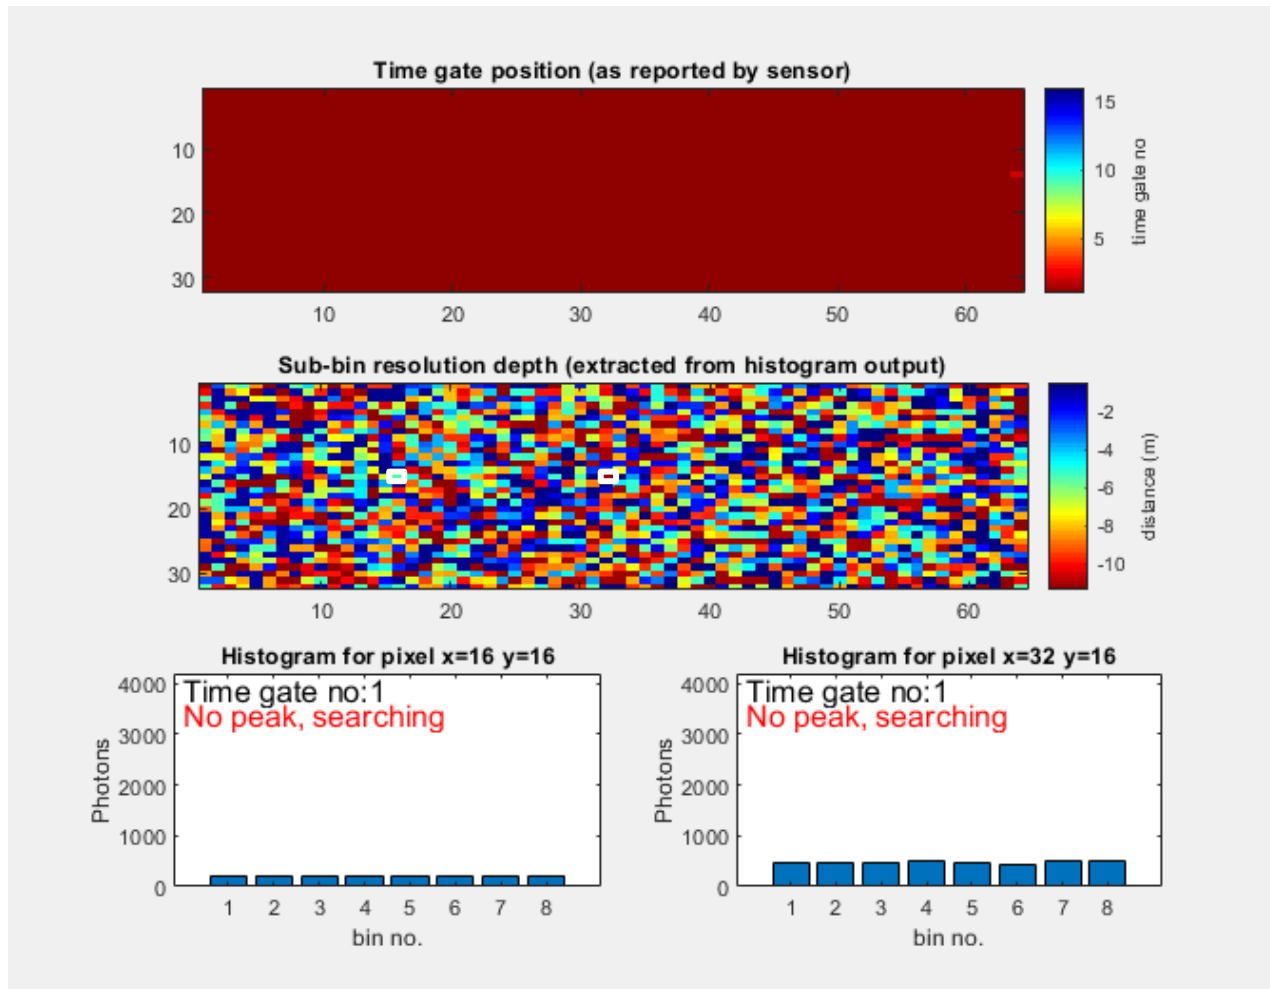 Time gate position (as reported by sensor)
10
20
30
10 20 30 40 50 60
15
10
5
time gate no
Sub-bin resolution depth (extracted from histogram output)
10
20
30
10 20 30 40 50 60
-2
-4
-6
-8
-10
distance (m)
Histogram for pixel x=16 y=16
Time gate no:1
No peak, searching
4000
3000
2000
1000
0
Photons
1 2 3 4 5 6 7 8
bin no.
Histogram for pixel x=32 y=16
Time gate no:1
No peak, searching
4000
3000
2000
1000
0
Photons
1 2 3 4 5 6 7 8
bin no.